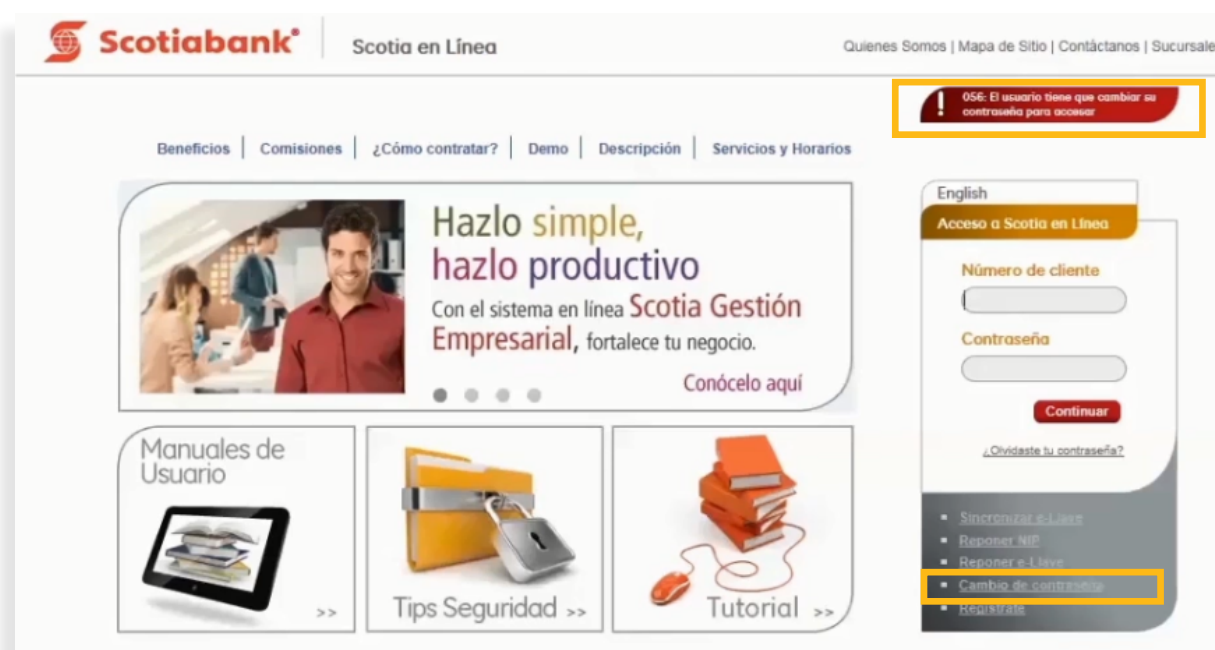 Scotiabank®
Scotia en Línea
Quienes Somos | Mapa de Sitio | Contáctanos | Sucursale
! 056: El usuario tiene que cambiar su
contraseña para accesar
Beneficios | Comisiones | ¿Cómo contratar? | Demo | Descripción | Servicios y Horarios
Hazlo simple,
hazlo productivo
Con el sistema en línea Scotia Gestión
Empresarial, fortalece tu negocio.
Conócelo aquí
English
Acceso a Scotia en Línea
Número de cliente
Contraseña
Continuar
¿Olvidaste tu contraseña?
Sincronizar e-Llave
Reponer NIP
Reponer e-Llave
Cambio de contraseña
Regístrate
Manuales de
Usuario
>>
Tips Seguridad >>
Tutorial >>